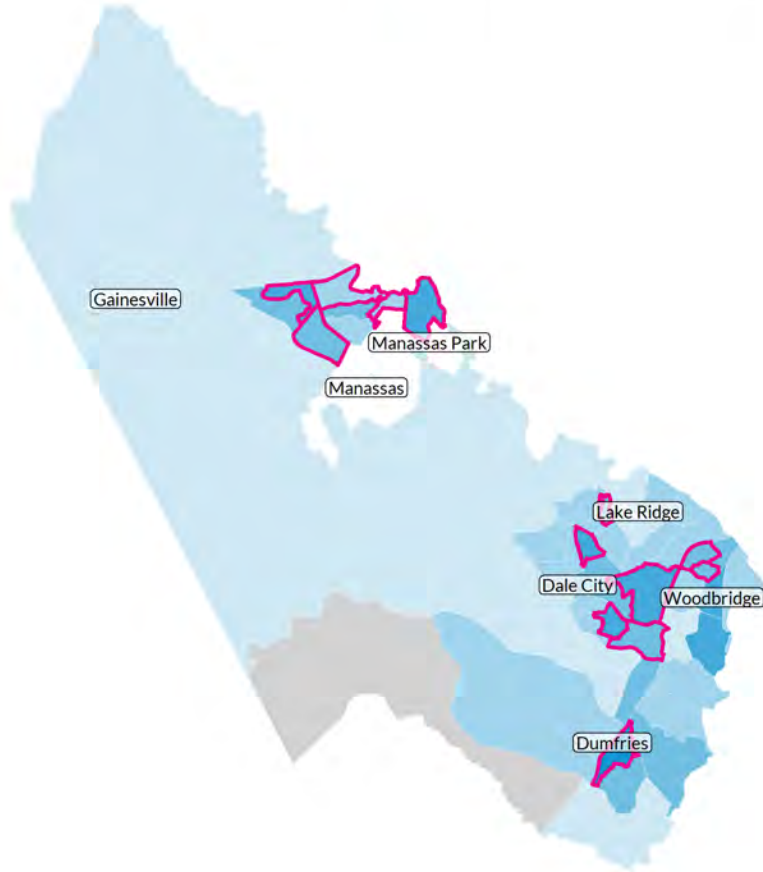 Gainesville
Manassas Park
Manassas
Lake Ridge
Dale City
Woodbridge
Dumfries